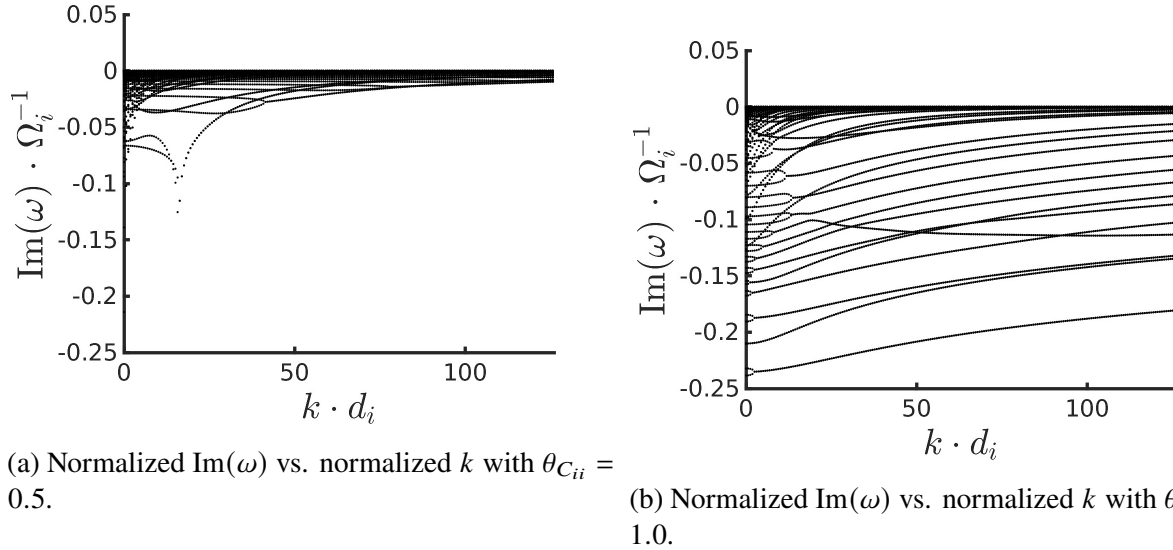 0.05
0
-0.05
-0.1
-0.15
-0.2
-0.25
Im(ω) · Ω_i^{-1}
0 50 100
k · d_i
(a) Normalized Im(ω) vs. normalized k with θ_{C_{ii}} =
0.5.
0.05
0
-0.05
-0.1
-0.15
-0.2
-0.25
Im(ω) · Ω_i^{-1}
0 50 100
k · d_i
(b) Normalized Im(ω) vs. normalized k with θ
1.0.